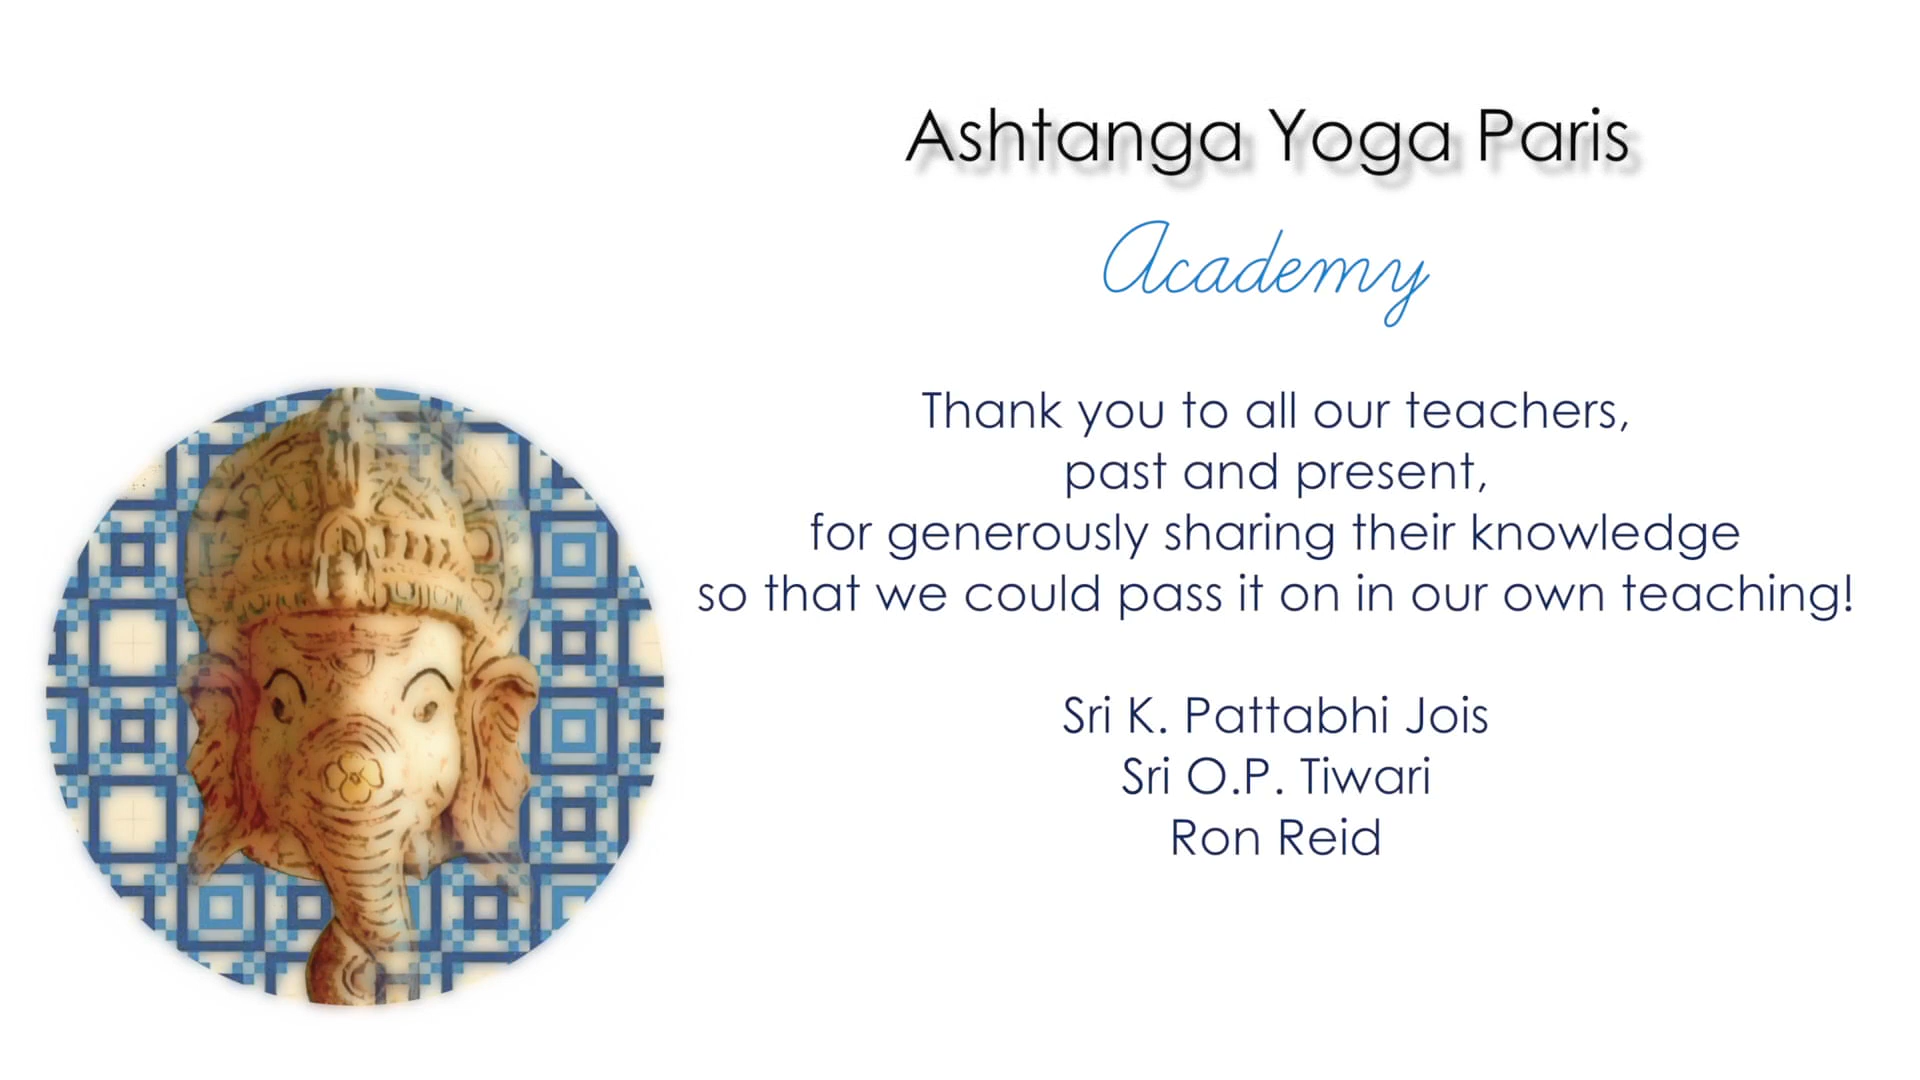 Ashtanga Yoga Paris
Academy
Thank you to all our teachers,
past and present,
for generously sharing their knowledge
so that we could pass it on in our own teaching!
Sri K. Pattabhi Jois
Sri O.P. Tiwari
Ron Reid